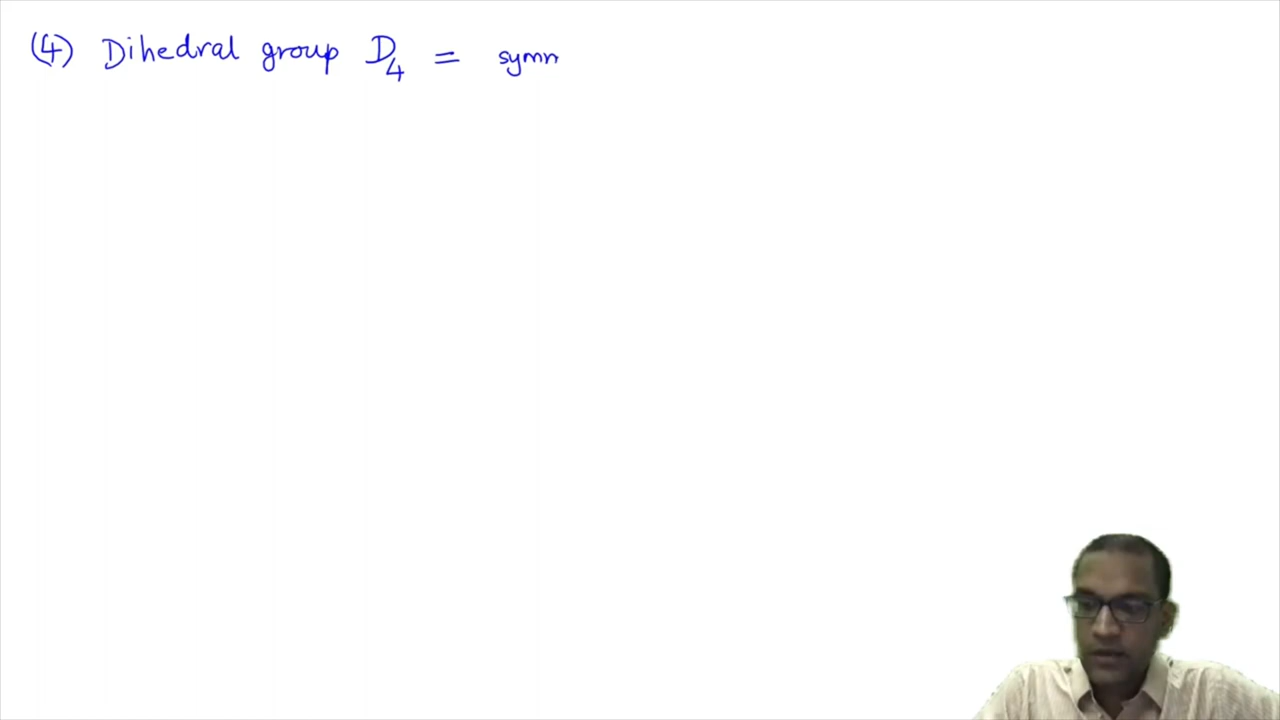 (4) Dihedral group D₄ = symm